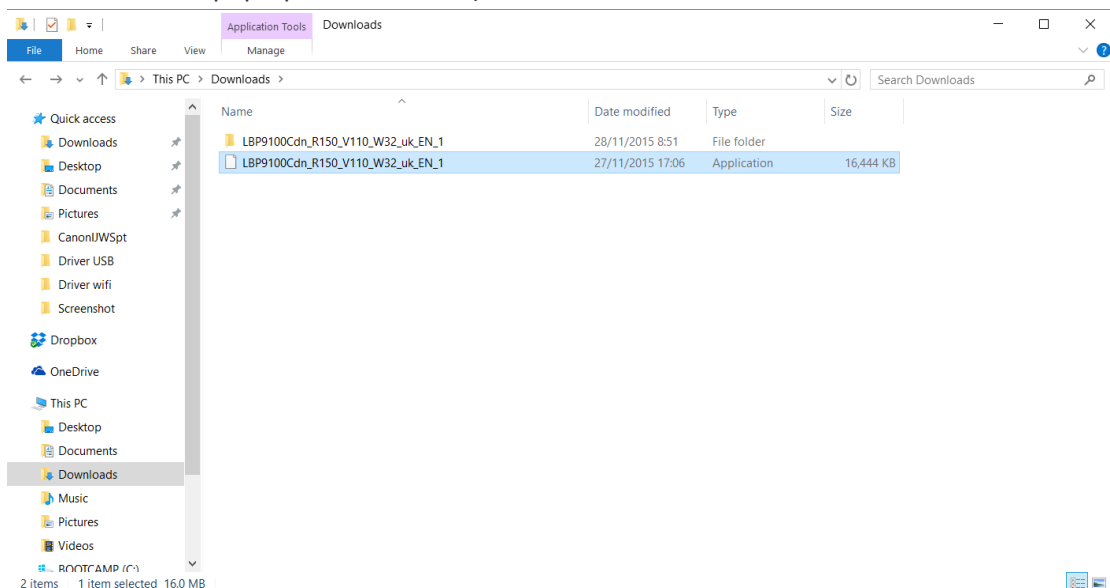 Application Tools Downloads
File Home Share View Manage
This PC > Downloads >
Search Downloads
Name Date modified Type Size
LBP9100Cdn_R150_V110_W32_uk_EN_1 28/11/2015 8:51 File folder
LBP9100Cdn_R150_V110_W32_uk_EN_1 27/11/2015 17:06 Application 16,444 KB
Quick access
Downloads
Desktop
Documents
Pictures
CanonIJWSpt
Driver USB
Driver wifi
Screenshot
Dropbox
OneDrive
This PC
Desktop
Documents
Downloads
Music
Pictures
Videos
BOOTCAMP (C:)
2 items 1 item selected 16.0 MB